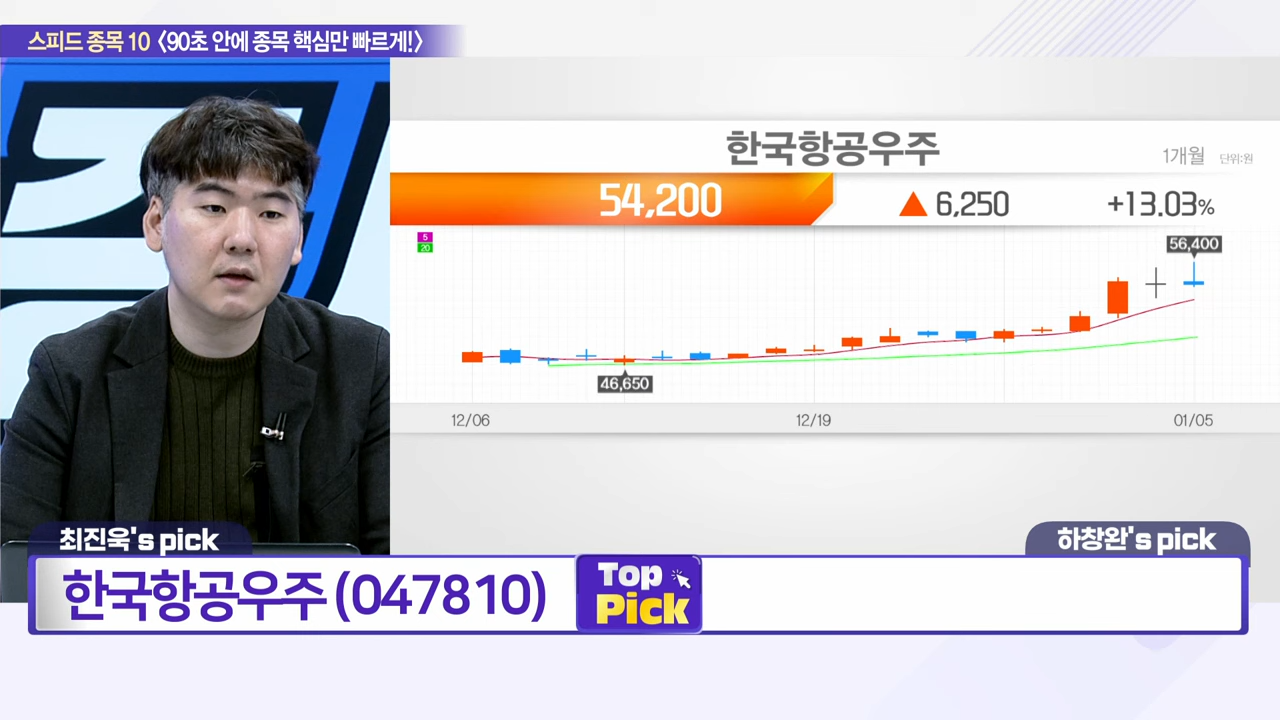 스피드 종목 10 〈90초 안에 종목 핵심만 빠르게!〉
한국항공우주
1개월 단위:원
54,200 ▲ 6,250 +13.03%
5
20
56,400
46,650
12/06 12/19 01/05
최진욱's pick
하창완's pick
한국항공우주 (047810)
Top
Pick